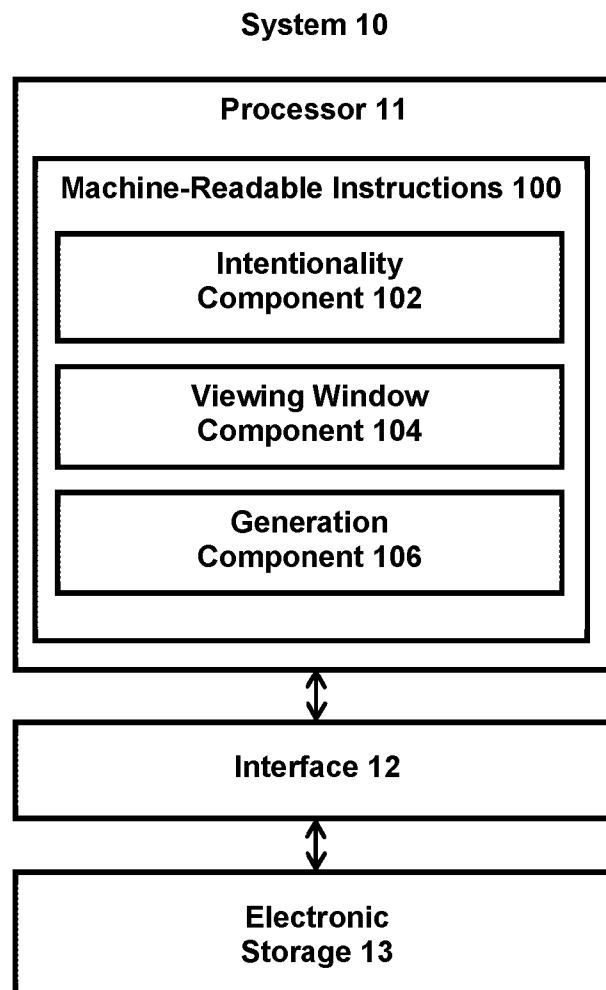 System 10
Processor 11
Machine-Readable Instructions 100
Intentionality
Component 102
Viewing Window
Component 104
Generation
Component 106
Interface 12
Electronic
Storage 13